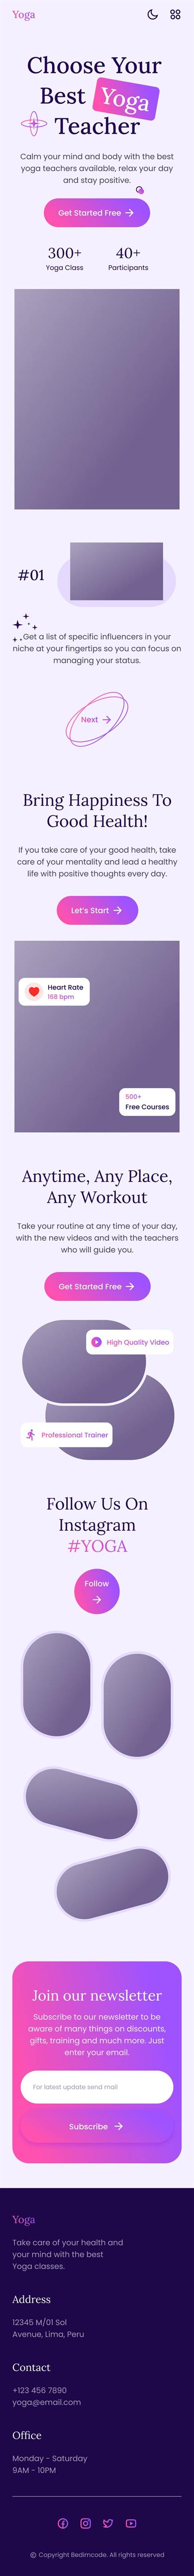 Yoga
Choose Your
Best Yoga
Teacher
Calm your mind and body with the best
yoga teachers available, relax your day
and stay positive.
Get Started Free
300+ 40+
Yoga Class Participants
#01
Get a list of specific influencers in your
niche at your fingertips so you can focus on
managing your status.
Next
Bring Happiness To
Good Health!
If you take care of your good health, take
care of your mentality and lead a healthy
life with positive thoughts every day.
Let's Start
Heart Rate
168 bpm
500+
Free Courses
Anytime, Any Place,
Any Workout
Take your routine at any time of your day,
with the new videos and with the teachers
who will guide you.
Get Started Free
High Quality Video
Professional Trainer
Follow Us On
Instagram
#YOGA
Follow
Join our newsletter
Subscribe to our newsletter to be
aware of many things on discounts,
gifts, training and much more. Just
enter your email.
For latest update send mail
Subscribe
Yoga
Take care of your health and
your mind with the best
Yoga classes.
Address
12345 M/01 Sol
Avenue, Lima, Peru
Contact
+123 456 7890
yoga@email.com
Office
Monday - Saturday
9AM - 10PM
© Copyright Bedimcode. All rights reserved